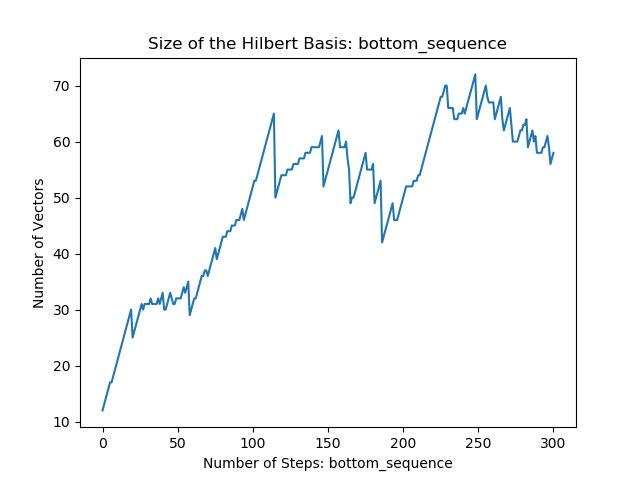 Size of the Hilbert Basis: bottom_sequence
Number of Vectors
70
60
50
40
30
20
10
0 50 100 150 200 250 300
Number of Steps: bottom_sequence